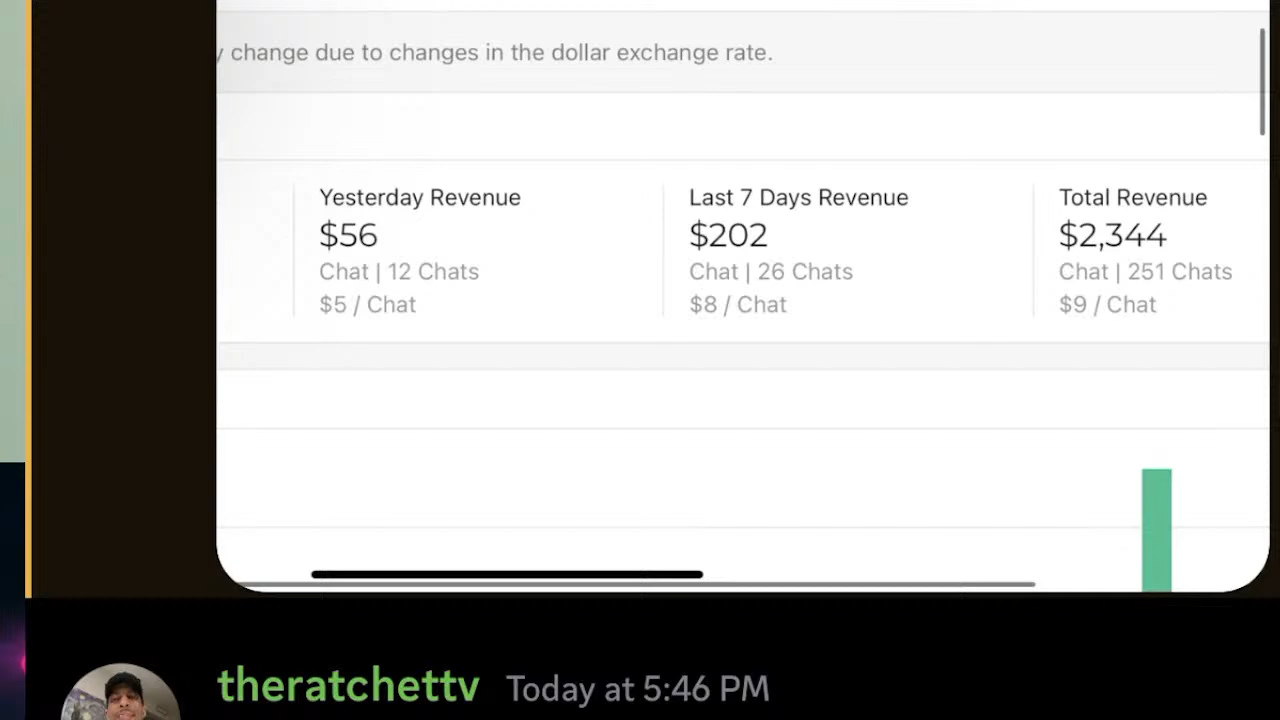 change due to changes in the dollar exchange rate.
Yesterday Revenue
$56
Chat | 12 Chats
$5 / Chat
Last 7 Days Revenue
$202
Chat | 26 Chats
$8 / Chat
Total Revenue
$2,344
Chat | 251 Chats
$9 / Chat
theratchettv Today at 5:46 PM